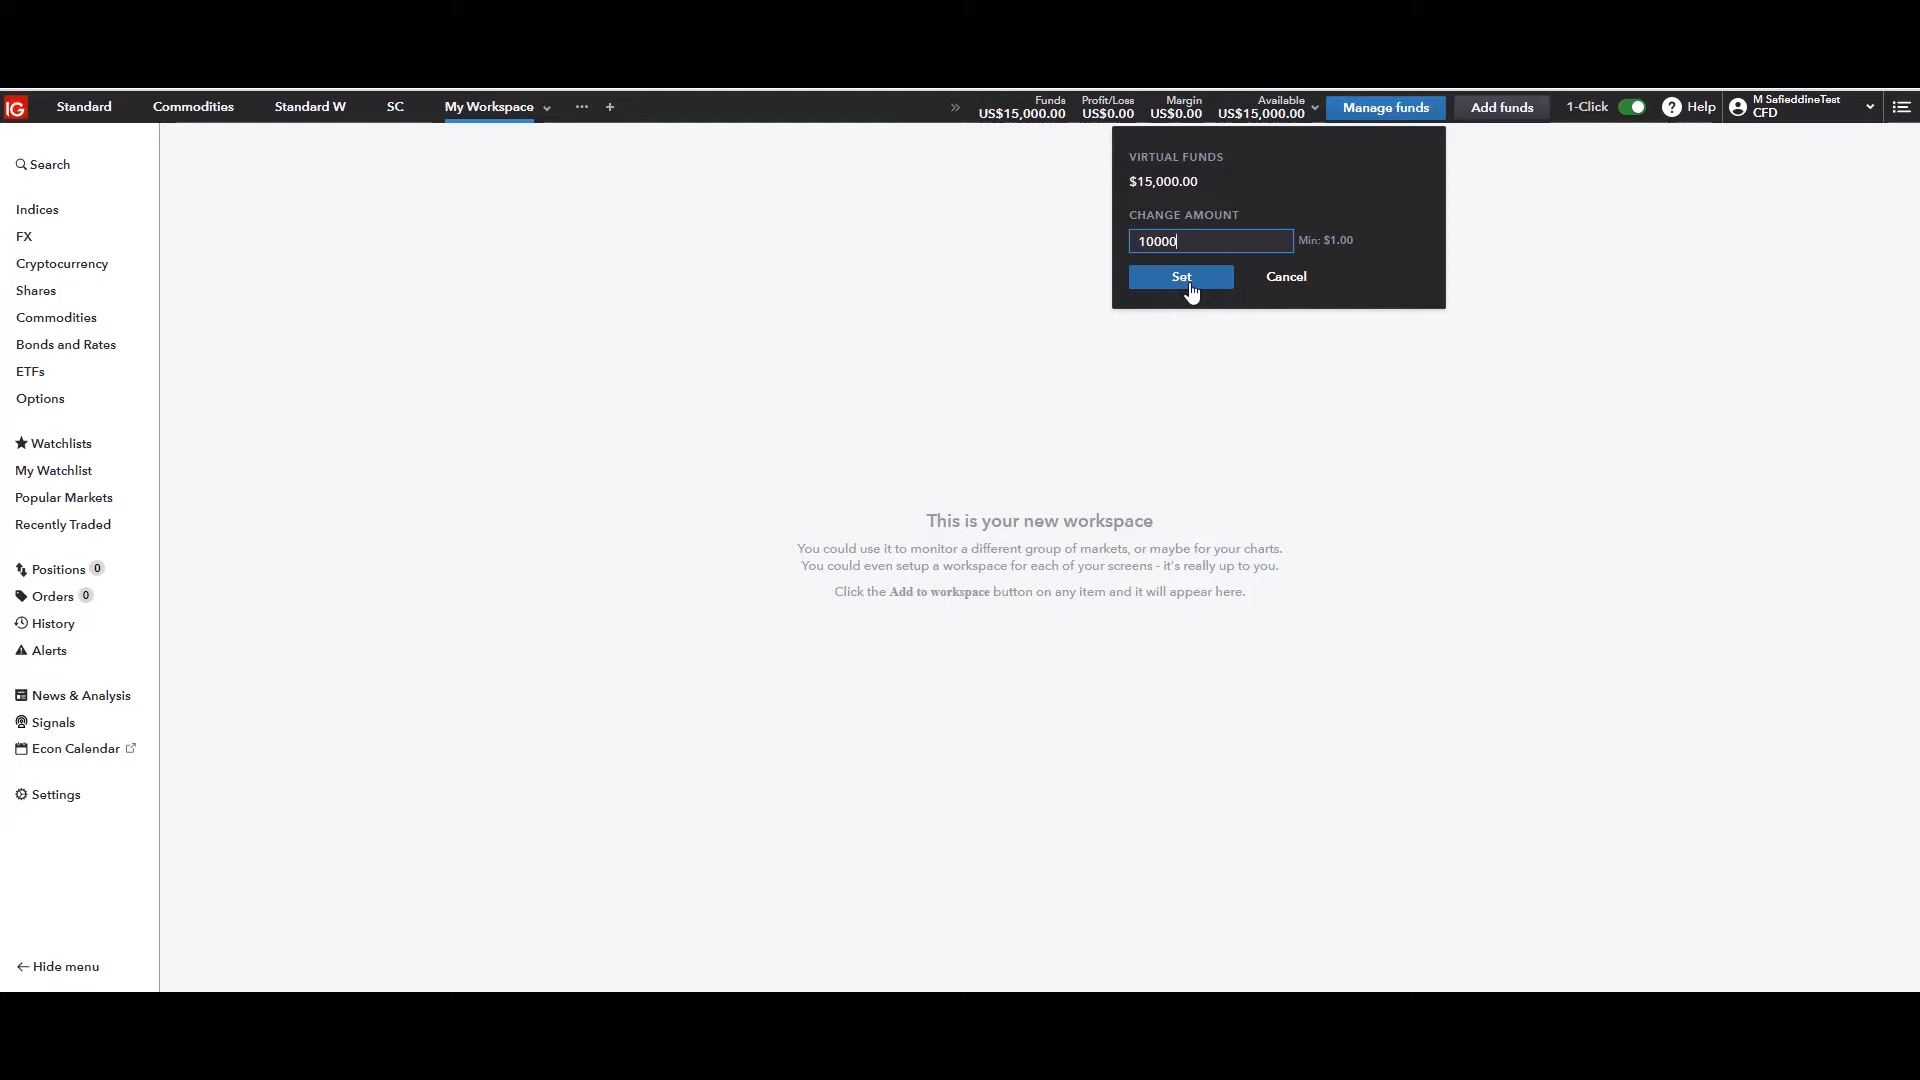 IG
Standard
Commodities
Standard W
SC
My Workspace
Funds
US$15,000.00
Profit/Loss
US$0.00
Margin
US$0.00
Available
US$15,000.00
Manage funds
Add funds
1-Click
? Help
M SafieddineTest
CFD
VIRTUAL FUNDS
$15,000.00
CHANGE AMOUNT
10000
Min: $1.00
Set
Cancel
Search
Indices
FX
Cryptocurrency
Shares
Commodities
Bonds and Rates
ETFs
Options
Watchlists
My Watchlist
Popular Markets
Recently Traded
Positions 0
Orders 0
History
Alerts
News & Analysis
Signals
Econ Calendar
Settings
Hide menu
This is your new workspace
You could use it to monitor a different group of markets, or maybe for your charts.
You could even setup a workspace for each of your screens - it's really up to you.
Click the Add to workspace button on any item and it will appear here.